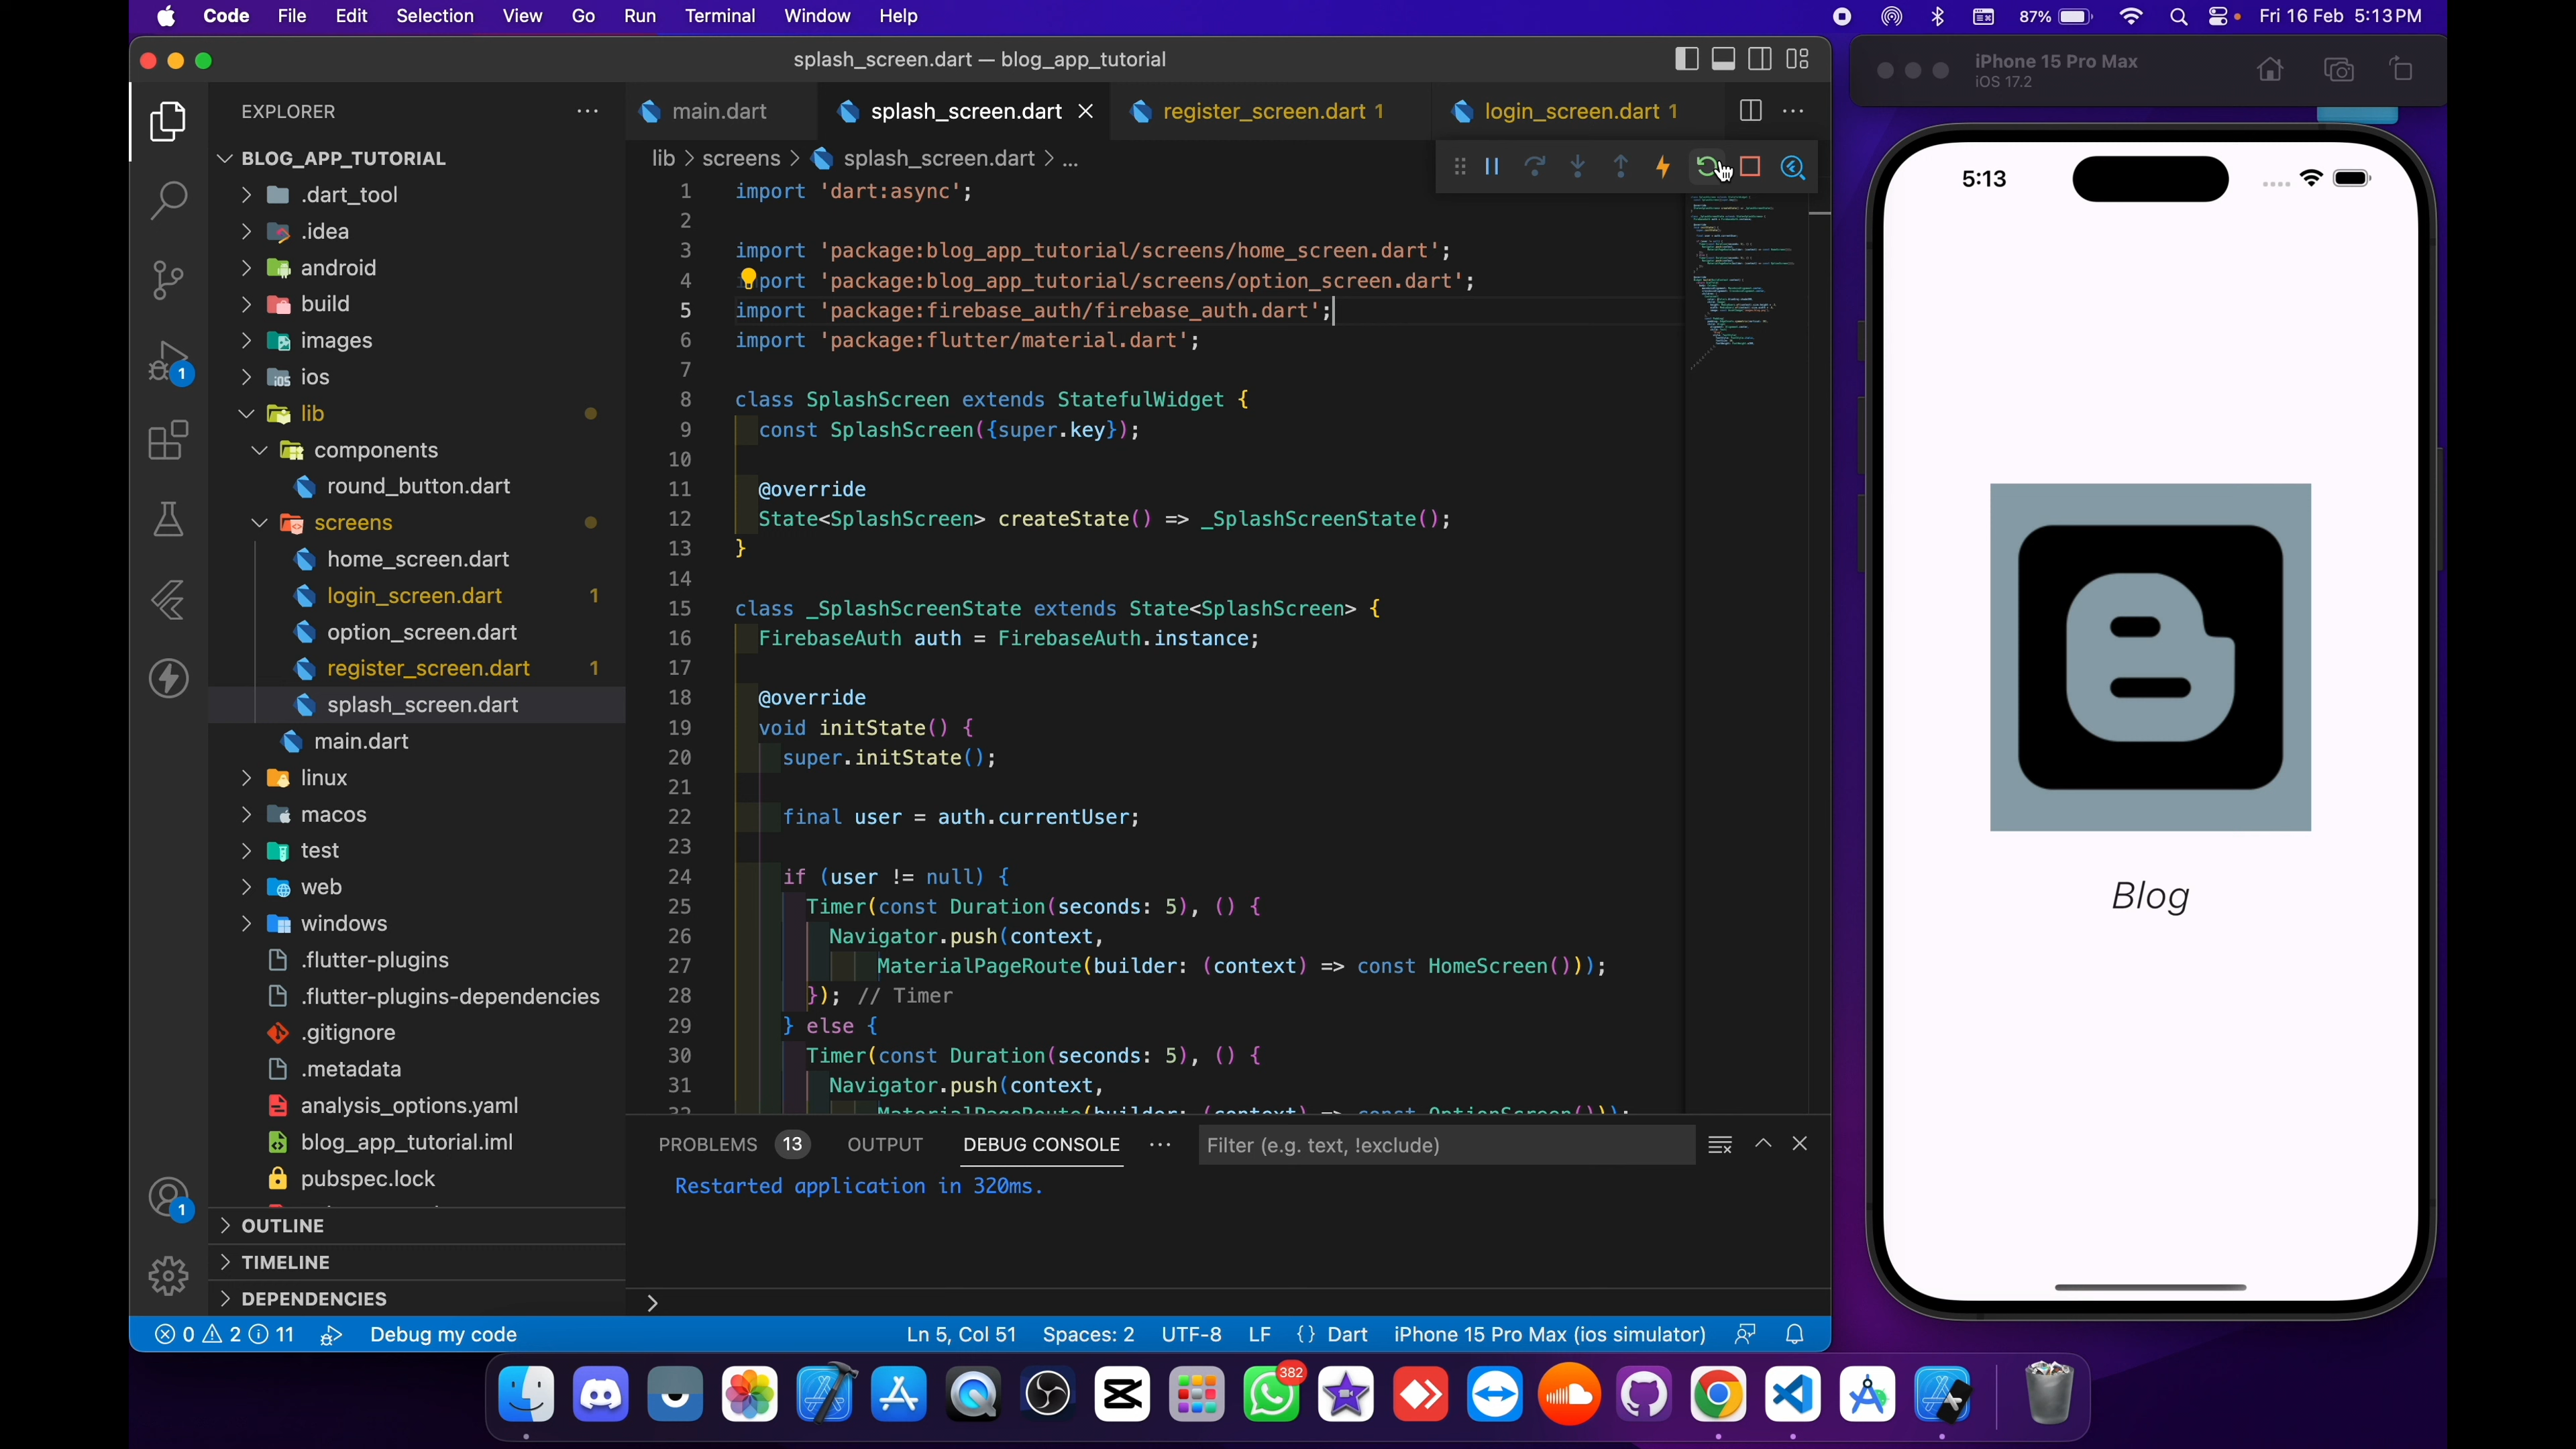 Code File Edit Selection View Go Run Terminal Window Help
87% Fri 16 Feb 5:13 PM
splash_screen.dart — blog_app_tutorial
iPhone 15 Pro Max
iOS 17.2
EXPLORER
main.dart
splash_screen.dart
register_screen.dart 1
login_screen.dart 1
lib > screens > splash_screen.dart > ...
BLOG_APP_TUTORIAL
.dart_tool
.idea
android
build
images
ios
lib
components
round_button.dart
screens
home_screen.dart
login_screen.dart 1
option_screen.dart
register_screen.dart 1
splash_screen.dart
main.dart
linux
macos
test
web
windows
.flutter-plugins
.flutter-plugins-dependencies
.gitignore
.metadata
analysis_options.yaml
blog_app_tutorial.iml
pubspec.lock
OUTLINE
TIMELINE
DEPENDENCIES
1
1
1 import 'dart:async';
2
3 import 'package:blog_app_tutorial/screens/home_screen.dart';
4 port 'package:blog_app_tutorial/screens/option_screen.dart';
5 import 'package:firebase_auth/firebase_auth.dart';
6 import 'package:flutter/material.dart';
7
8 class SplashScreen extends StatefulWidget {
9 const SplashScreen({super.key});
10
11 @override
12 State<SplashScreen> createState() => _SplashScreenState();
13 }
14
15 class _SplashScreenState extends State<SplashScreen> {
16 FirebaseAuth auth = FirebaseAuth.instance;
17
18 @override
19 void initState() {
20 super.initState();
21
22 final user = auth.currentUser;
23
24 if (user != null) {
25 Timer(const Duration(seconds: 5), () {
26 Navigator.push(context,
27 MaterialPageRoute(builder: (context) => const HomeScreen()));
28 }); // Timer
29 } else {
30 Timer(const Duration(seconds: 5), () {
31 Navigator.push(context,
32 MaterialPageRoute(builder: (context) => const OptionScreen()));
PROBLEMS 13 OUTPUT DEBUG CONSOLE Filter (e.g. text, !exclude)
Restarted application in 320ms.
0 2 11 Debug my code Ln 5, Col 51 Spaces: 2 UTF-8 LF {} Dart iPhone 15 Pro Max (ios simulator)
5:13
Blog
382